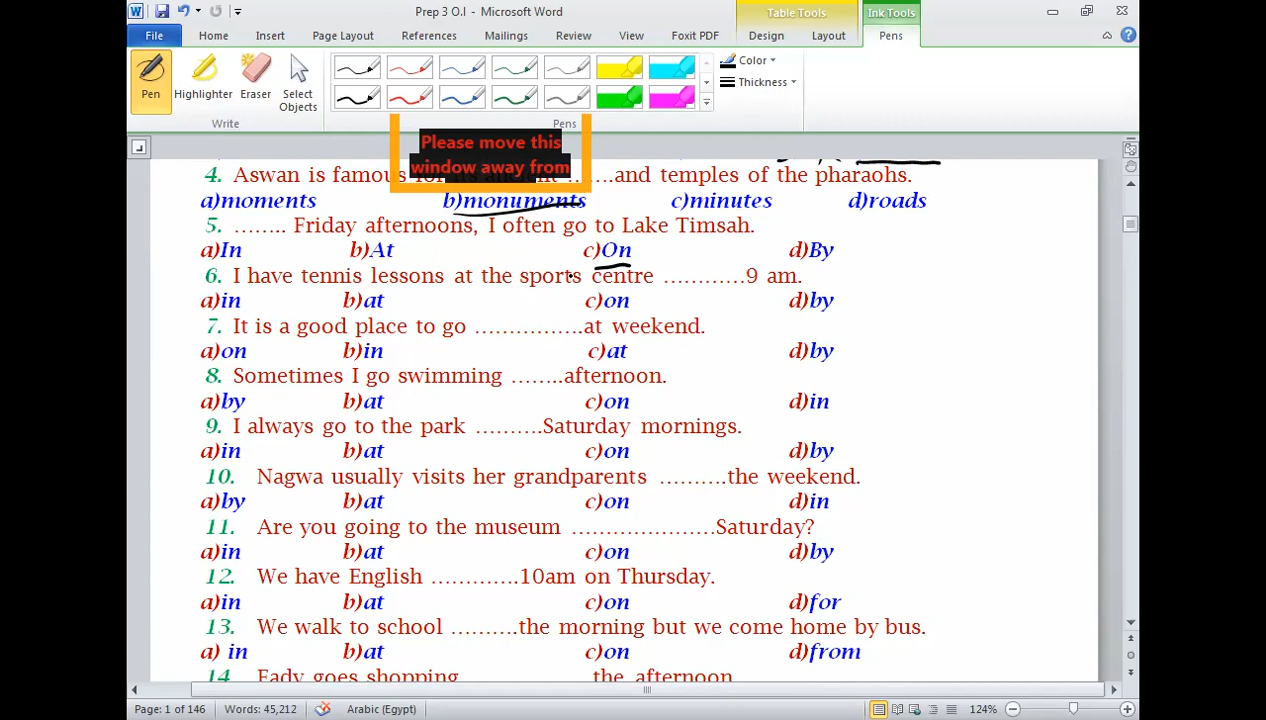 Prep 3 O.I - Microsoft Word
Table Tools
Ink Tools
File Home Insert Page Layout References Mailings Review View Foxit PDF Design Layout Pens
Pen Highlighter Eraser Select Objects
Color
Thickness
Write
Pens
Please move this
window away from
4. Aswan is famous for its ancient …….and temples of the pharaohs.
a)moments b)monuments c)minutes d)roads
5. …….. Friday afternoons, I often go to Lake Timsah.
a)In b)At c)On d)By
6. I have tennis lessons at the sports centre …………9 am.
a)in b)at c)on d)by
7. It is a good place to go …………….at weekend.
a)on b)in c)at d)by
8. Sometimes I go swimming ……..afternoon.
a)by b)at c)on d)in
9. I always go to the park ……….Saturday mornings.
a)in b)at c)on d)by
10. Nagwa usually visits her grandparents ……….the weekend.
a)by b)at c)on d)in
11. Are you going to the museum …………………Saturday?
a)in b)at c)on d)by
12. We have English ………….10am on Thursday.
a)in b)at c)on d)for
13. We walk to school ……….the morning but we come home by bus.
a) in b)at c)on d)from
14. Fady goes shopping the afternoon
Page: 1 of 146 Words: 45,212 Arabic (Egypt) 124%